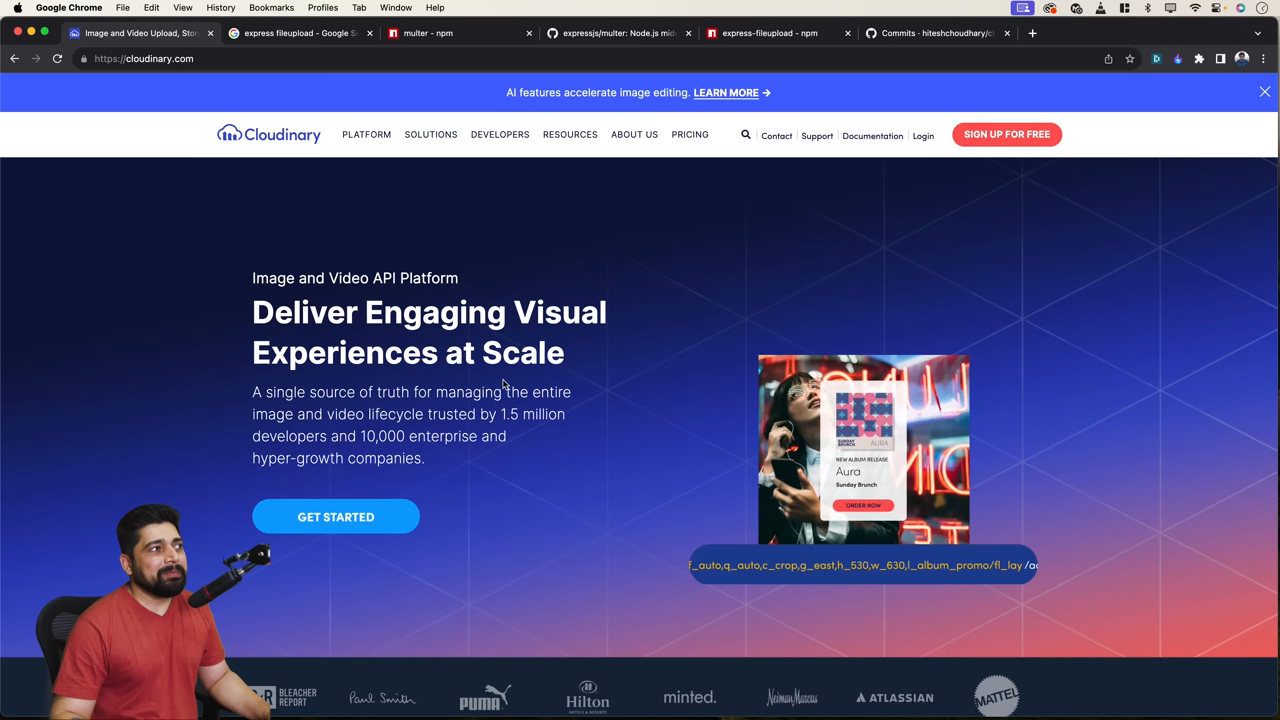 Google Chrome File Edit View History Bookmarks Profiles Tab Window Help
Image and Video Upload, Stor
express fileupload - Google S
multer - npm
expressjs/multer: Node.js mid
express-fileupload - npm
Commits · hiteshchoudhary/cl
https://cloudinary.com
AI features accelerate image editing. LEARN MORE →
Cloudinary
PLATFORM SOLUTIONS DEVELOPERS RESOURCES ABOUT US PRICING
Contact Support Documentation Login
SIGN UP FOR FREE
Image and Video API Platform
Deliver Engaging Visual
Experiences at Scale
A single source of truth for managing the entire
image and video lifecycle trusted by 1.5 million
developers and 10,000 enterprise and
hyper-growth companies.
GET STARTED
SUNDAY
BRUNCH
AURA
NEW ALBUM RELEASE
Aura
Sunday Brunch
ORDER NOW
f_auto,q_auto,c_crop,g_east,h_530,w_630,l_album_promo/fl_lay
BLEACHER
REPORT
Paul Smith
PUMA
Hilton
HOTELS & RESORTS
minted.
Neiman Marcus
ATLASSIAN
MATTEL